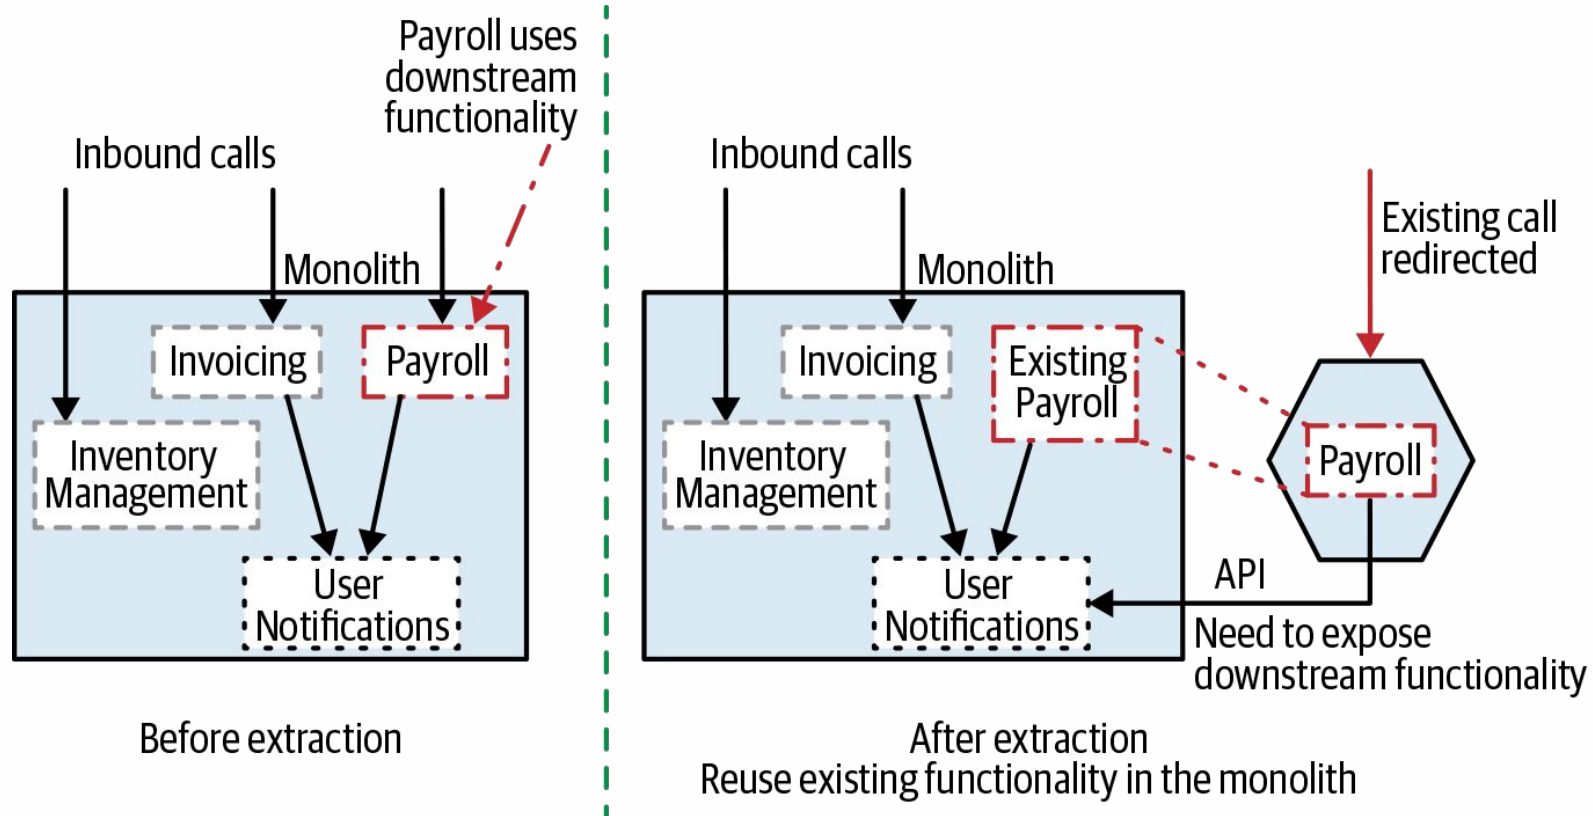 Payroll uses
downstream
functionality
Inbound calls
Monolith
Invoicing
Payroll
Inventory
Management
User
Notifications
Before extraction
Inbound calls
Existing call
redirected
Monolith
Invoicing
Existing
Payroll
Inventory
Management
Payroll
User
Notifications
API
Need to expose
downstream functionality
After extraction
Reuse existing functionality in the monolith